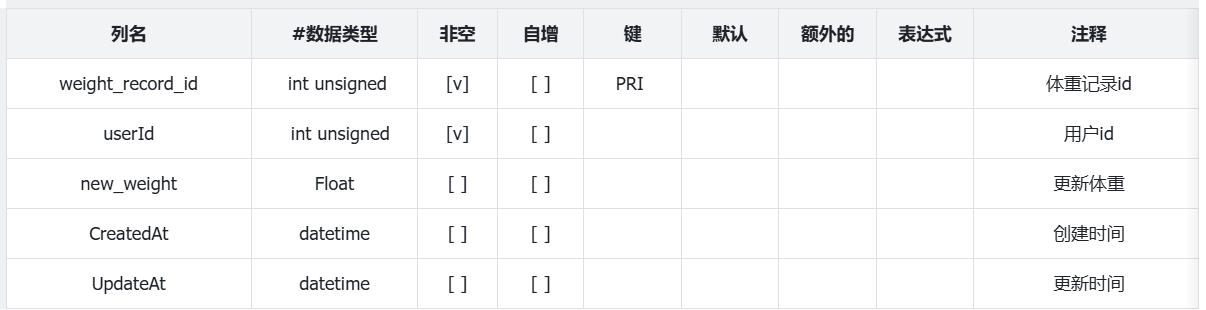 列名 #数据类型 非空 自增 键 默认 额外的 表达式 注释
weight_record_id int unsigned [v] [ ] PRI 体重记录id
userId int unsigned [v] [ ] 用户id
new_weight Float [ ] [ ] 更新体重
CreatedAt datetime [ ] [ ] 创建时间
UpdateAt datetime [ ] [ ] 更新时间